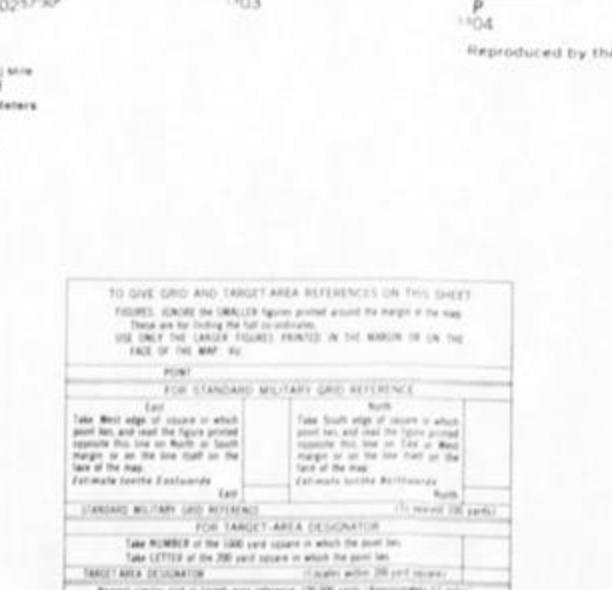 03
P
04
Reproduced by the
Mile
Meters
TO GIVE GRID AND TARGET-AREA REFERENCES ON THIS SHEET
FIGURES. IGNORE the SMALLER figures printed around the margin of the map.
These are for finding the full co-ordinates.
USE ONLY THE LARGER FIGURES PRINTED IN THE MARGIN OR ON THE
FACE OF THE MAP.
POINT
FOR STANDARD MILITARY GRID REFERENCE
East
Take West edge of square in which
point lies, and read the figure printed
opposite this line on North or South
margin or on the line itself on the
face of the map.
Estimate tenths Eastwards
East
North
Take South edge of square in which
point lies, and read the figure printed
opposite this line on East or West
margin or on the line itself on the
face of the map.
Estimate tenths Northwards
North
STANDARD MILITARY GRID REFERENCE (To nearest 100 yards)
FOR TARGET-AREA DESIGNATOR
Take NUMBER of the 1000 yard square in which the point lies.
Take LETTER of the 200 yard square in which the point lies.
TARGET AREA DESIGNATOR (Locates within 200 yard square)